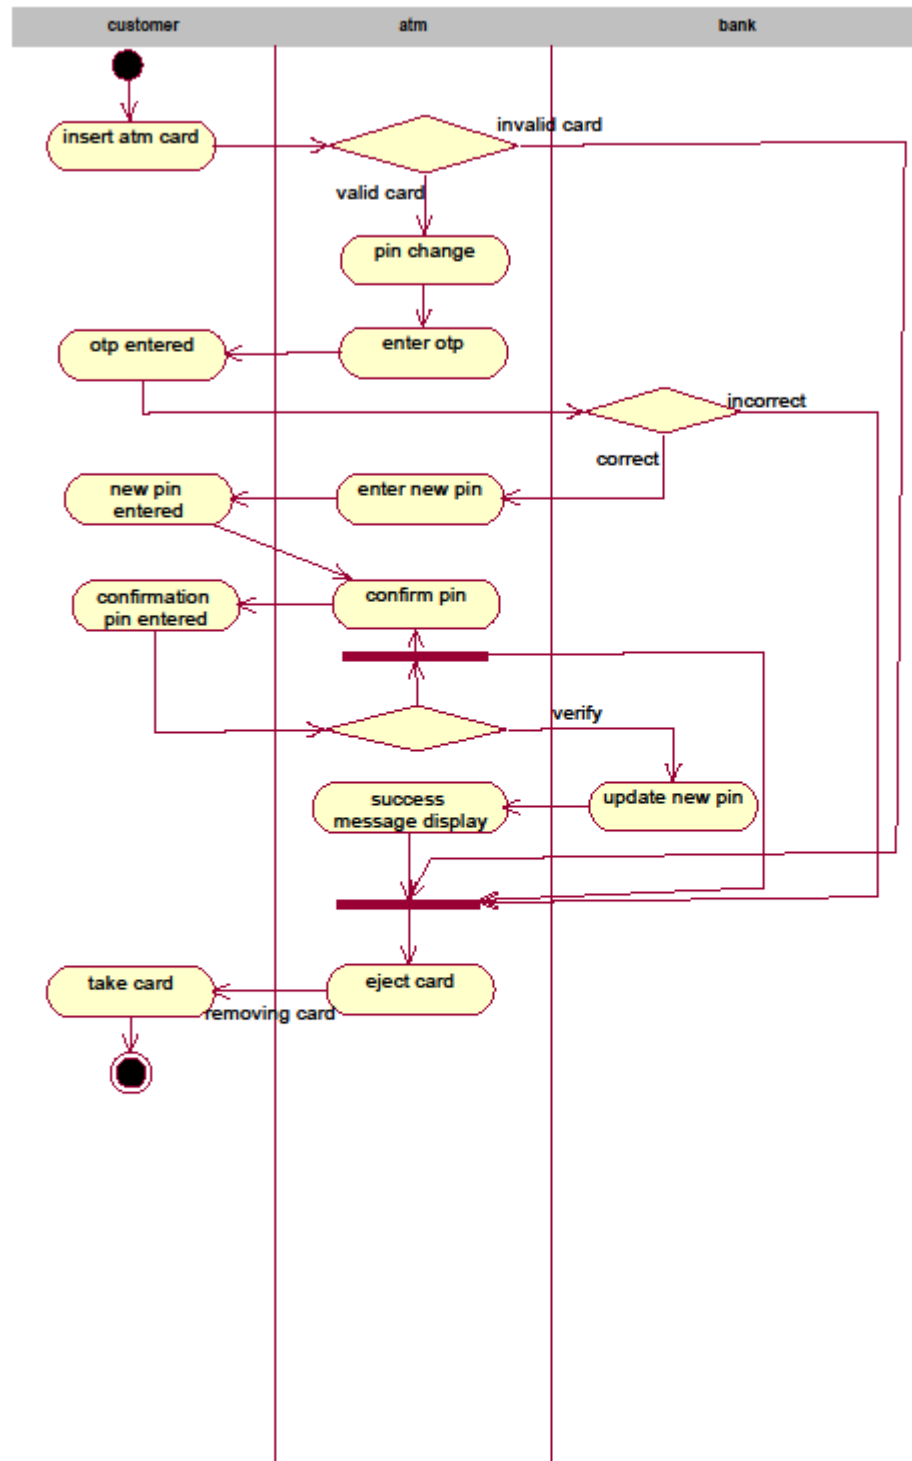 customer atm bank
insert atm card
invalid card
valid card
pin change
otp entered
enter otp
incorrect
correct
new pin
entered
enter new pin
confirmation
pin entered
confirm pin
verify
success
message display
update new pin
take card
eject card
removing card